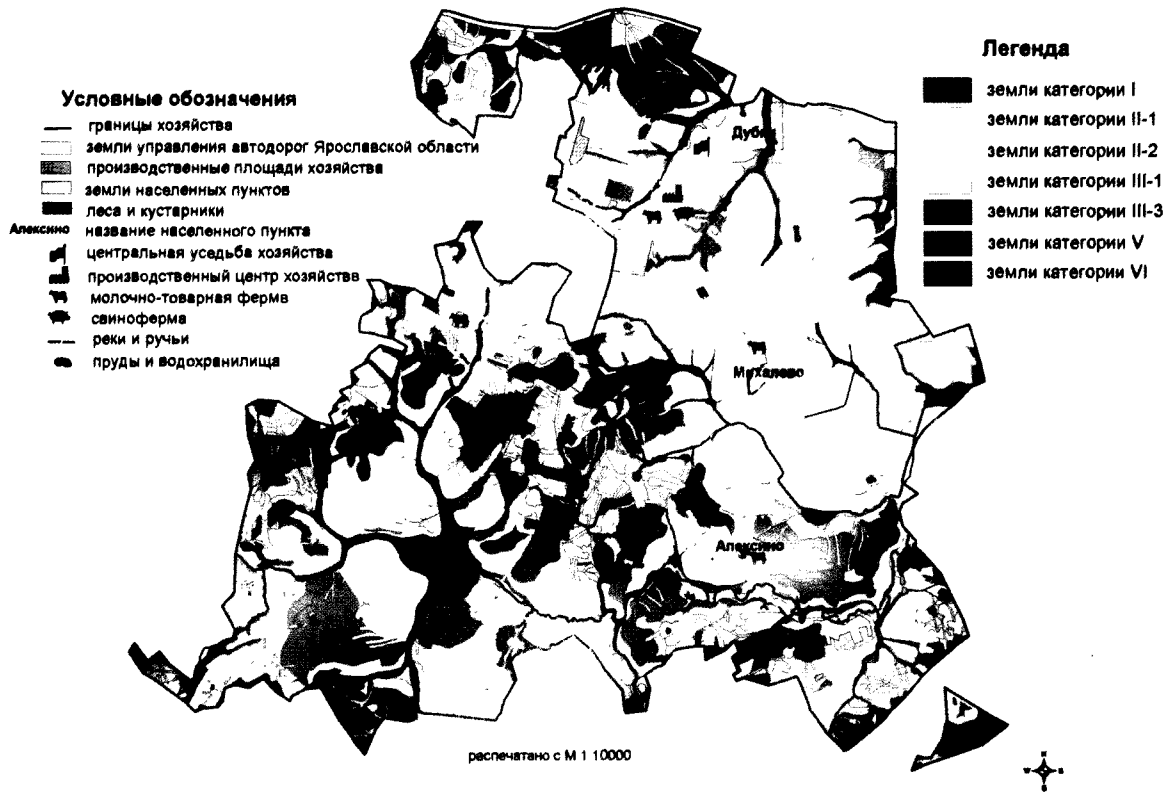 Условные обозначения
границы хозяйства
земли управления автодорог Ярославской области
производственные площади хозяйства
земли населенных пунктов
леса и кустарники
Алексино название населенного пункта
центральная уседьба хозяйства
производственный центр хозяйств
молочно-товарная фермв
свиноферма
реки и ручьи
пруды и водохранилища
Легенда
земли категории I
земли категории II-1
земли категории II-2
земли категории III-1
земли категории III-3
земли категории V
земли категории VI
Михалево
Алексино
распечатано с М 1 10000
N
W
S